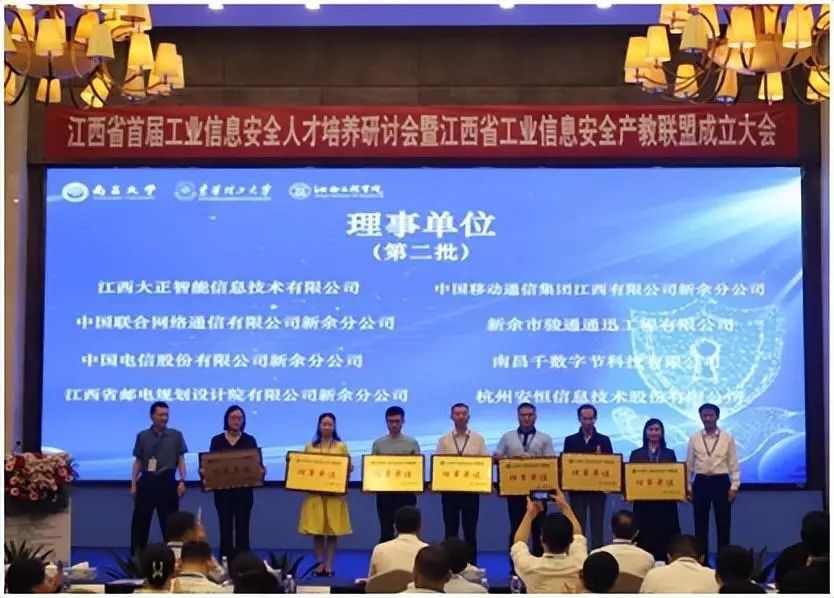 江西省首届工业信息安全人才培养研讨会暨江西省工业信息安全产教联盟成立大会
南昌大学
东华理工大学
理事单位
（第二批）
江西大正智能信息技术有限公司
中国移动通信集团江西有限公司新余分公司
中国联合网络通信有限公司新余分公司
新余市骏通通迅工程有限公司
中国电信股份有限公司新余分公司
南昌千数字节科技有限公司
江西省邮电规划设计院有限公司新余分公司
杭州安恒信息技术股份有限公司
理事单位
理事单位
理事单位
理事单位
理事单位
理事单位